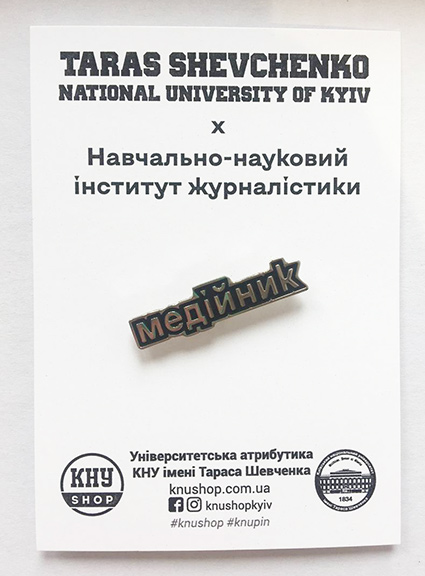 TARAS SHEVCHENKO
NATIONAL UNIVERSITY OF KYIV
x
Навчально-науковий
інститут журналістики
медійник
Університетська атрибутика
КНУ імені Тараса Шевченка
knushop.com.ua
knushopkyiv
#knushop #knupin
КНУ
SHOP
1834